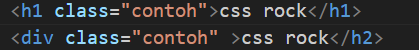 <h1 class="contoh">css rock</h1>
<div class="contoh" >css rock</h2>